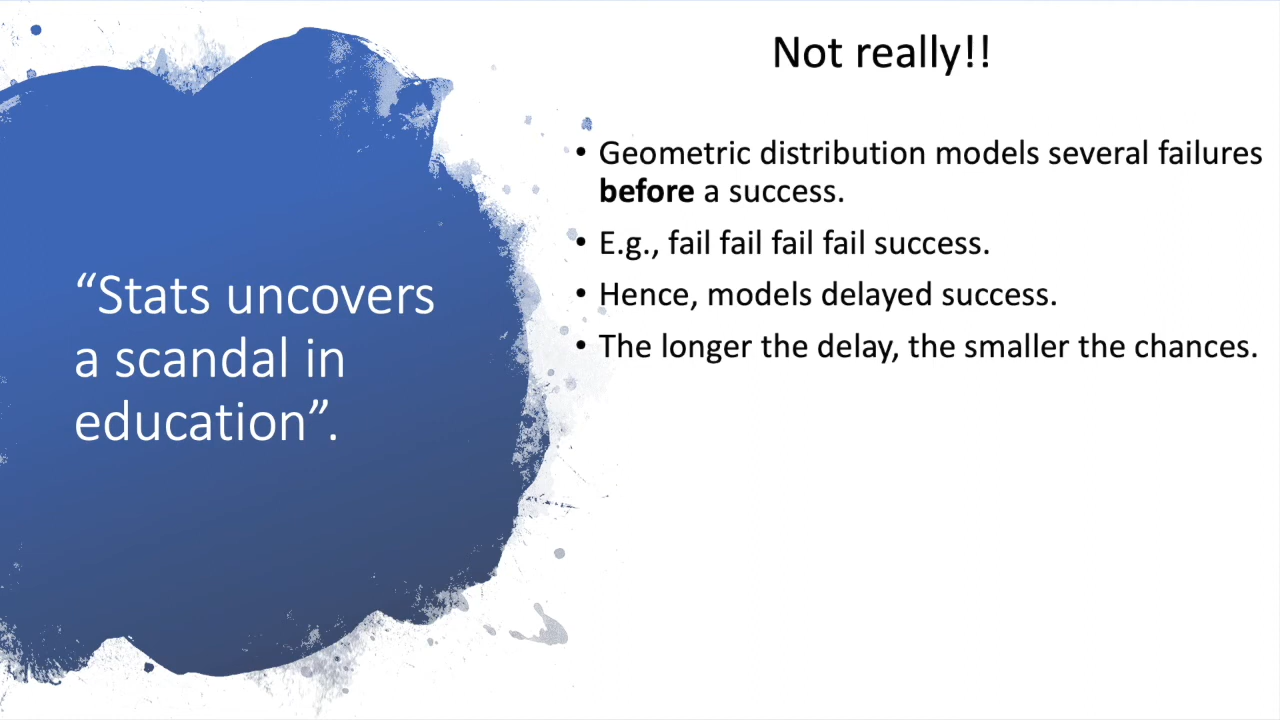 “Stats uncovers
a scandal in
education”.
Not really!!
• Geometric distribution models several failures
before a success.
• E.g., fail fail fail fail success.
• Hence, models delayed success.
• The longer the delay, the smaller the chances.